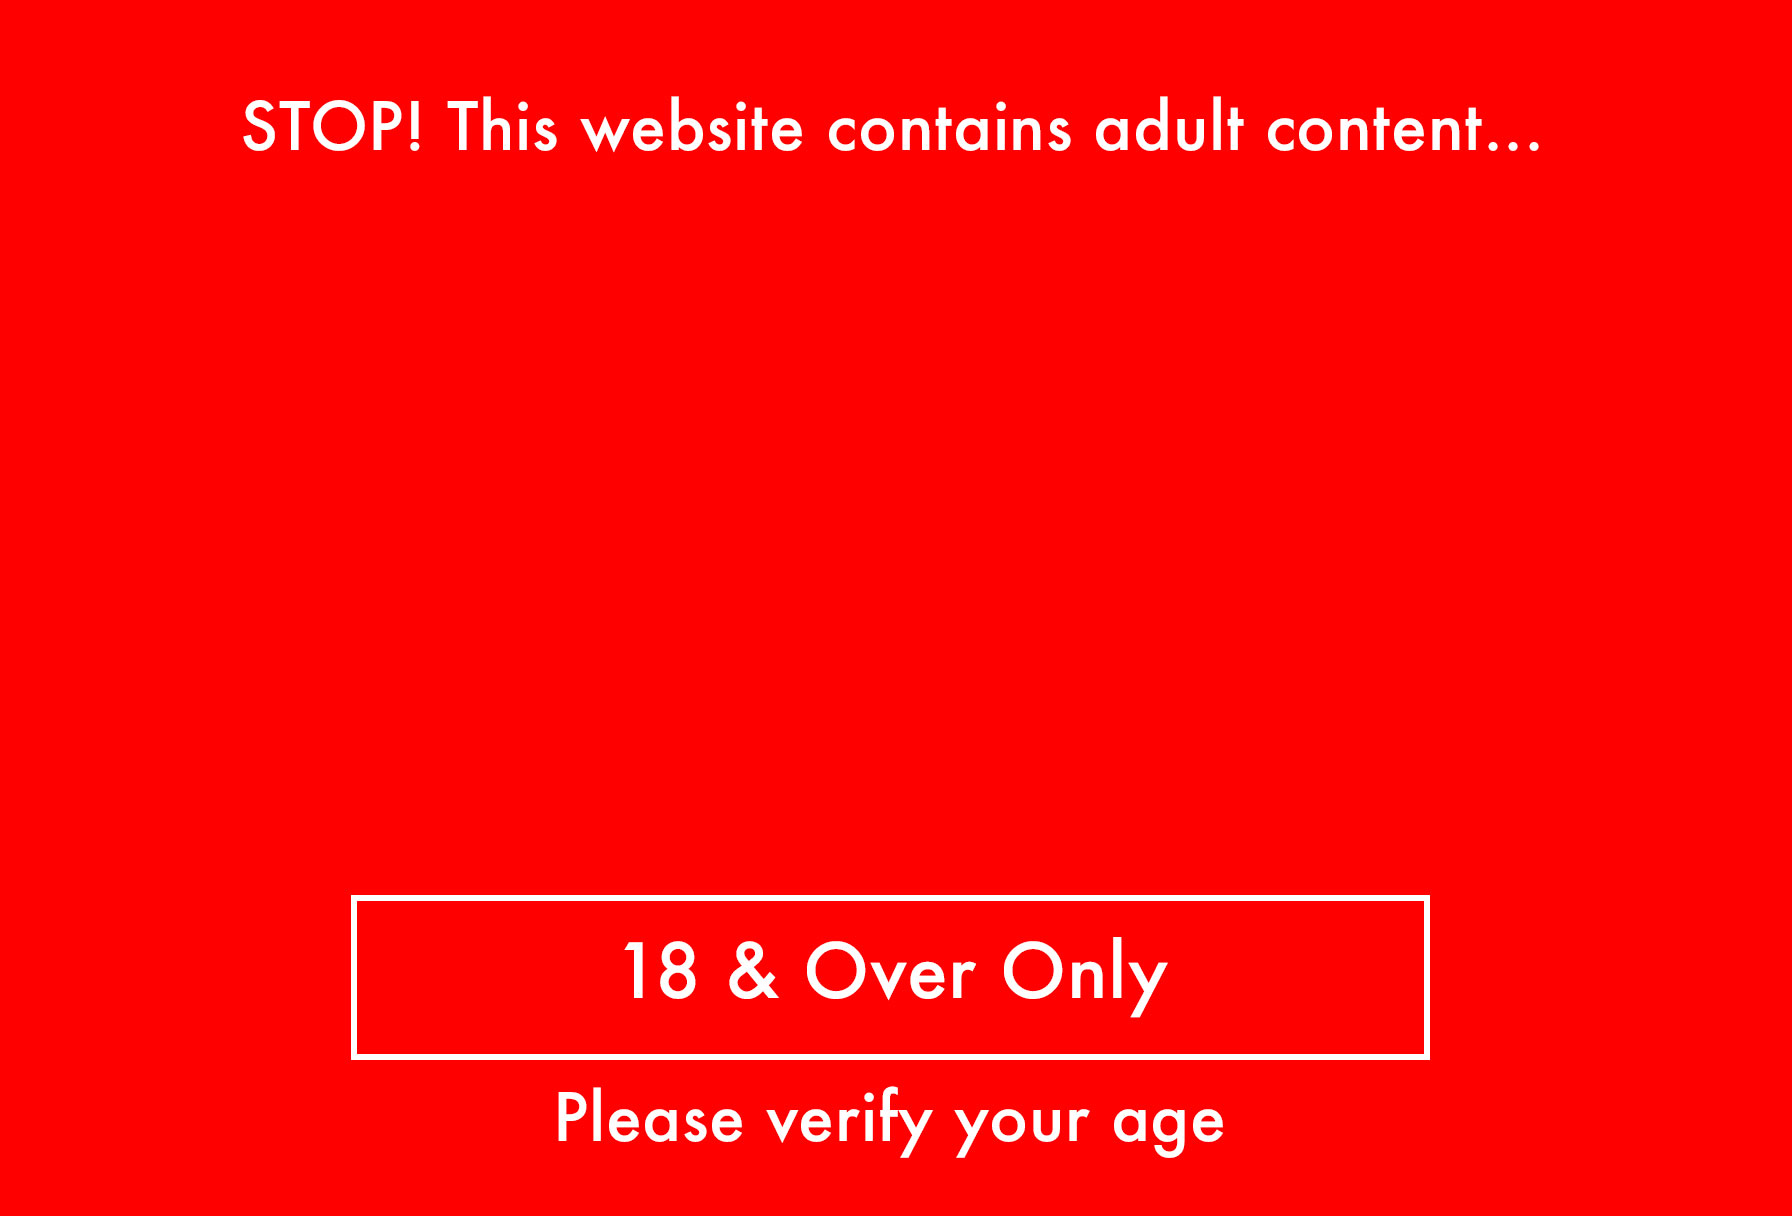 STOP! This website contains adult content...
18 & Over Only
Please verify your age